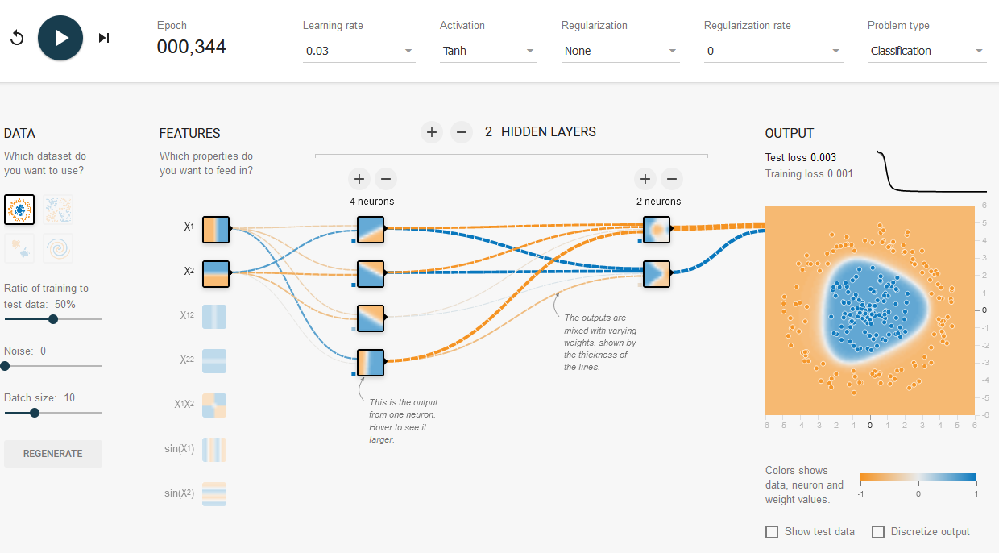 Epoch
000,344
Learning rate
0.03
Activation
Tanh
Regularization
None
Regularization rate
0
Problem type
Classification
DATA
Which dataset do
you want to use?
Ratio of training to
test data: 50%
Noise: 0
Batch size: 10
REGENERATE
FEATURES
Which properties do
you want to feed in?
X1
X2
X12
X22
X1X2
sin(X1)
sin(X2)
+ − 2 HIDDEN LAYERS
+ −
4 neurons
+ −
2 neurons
This is the output
from one neuron.
Hover to see it
larger.
The outputs are
mixed with varying
weights, shown by
the thickness of
the lines.
OUTPUT
Test loss 0.003
Training loss 0.001
6
5
4
3
2
1
0
-1
-2
-3
-4
-5
-6
-6 -5 -4 -3 -2 -1 0 1 2 3 4 5 6
Colors shows
data, neuron and
weight values.
-1 0 1
Show test data
Discretize output